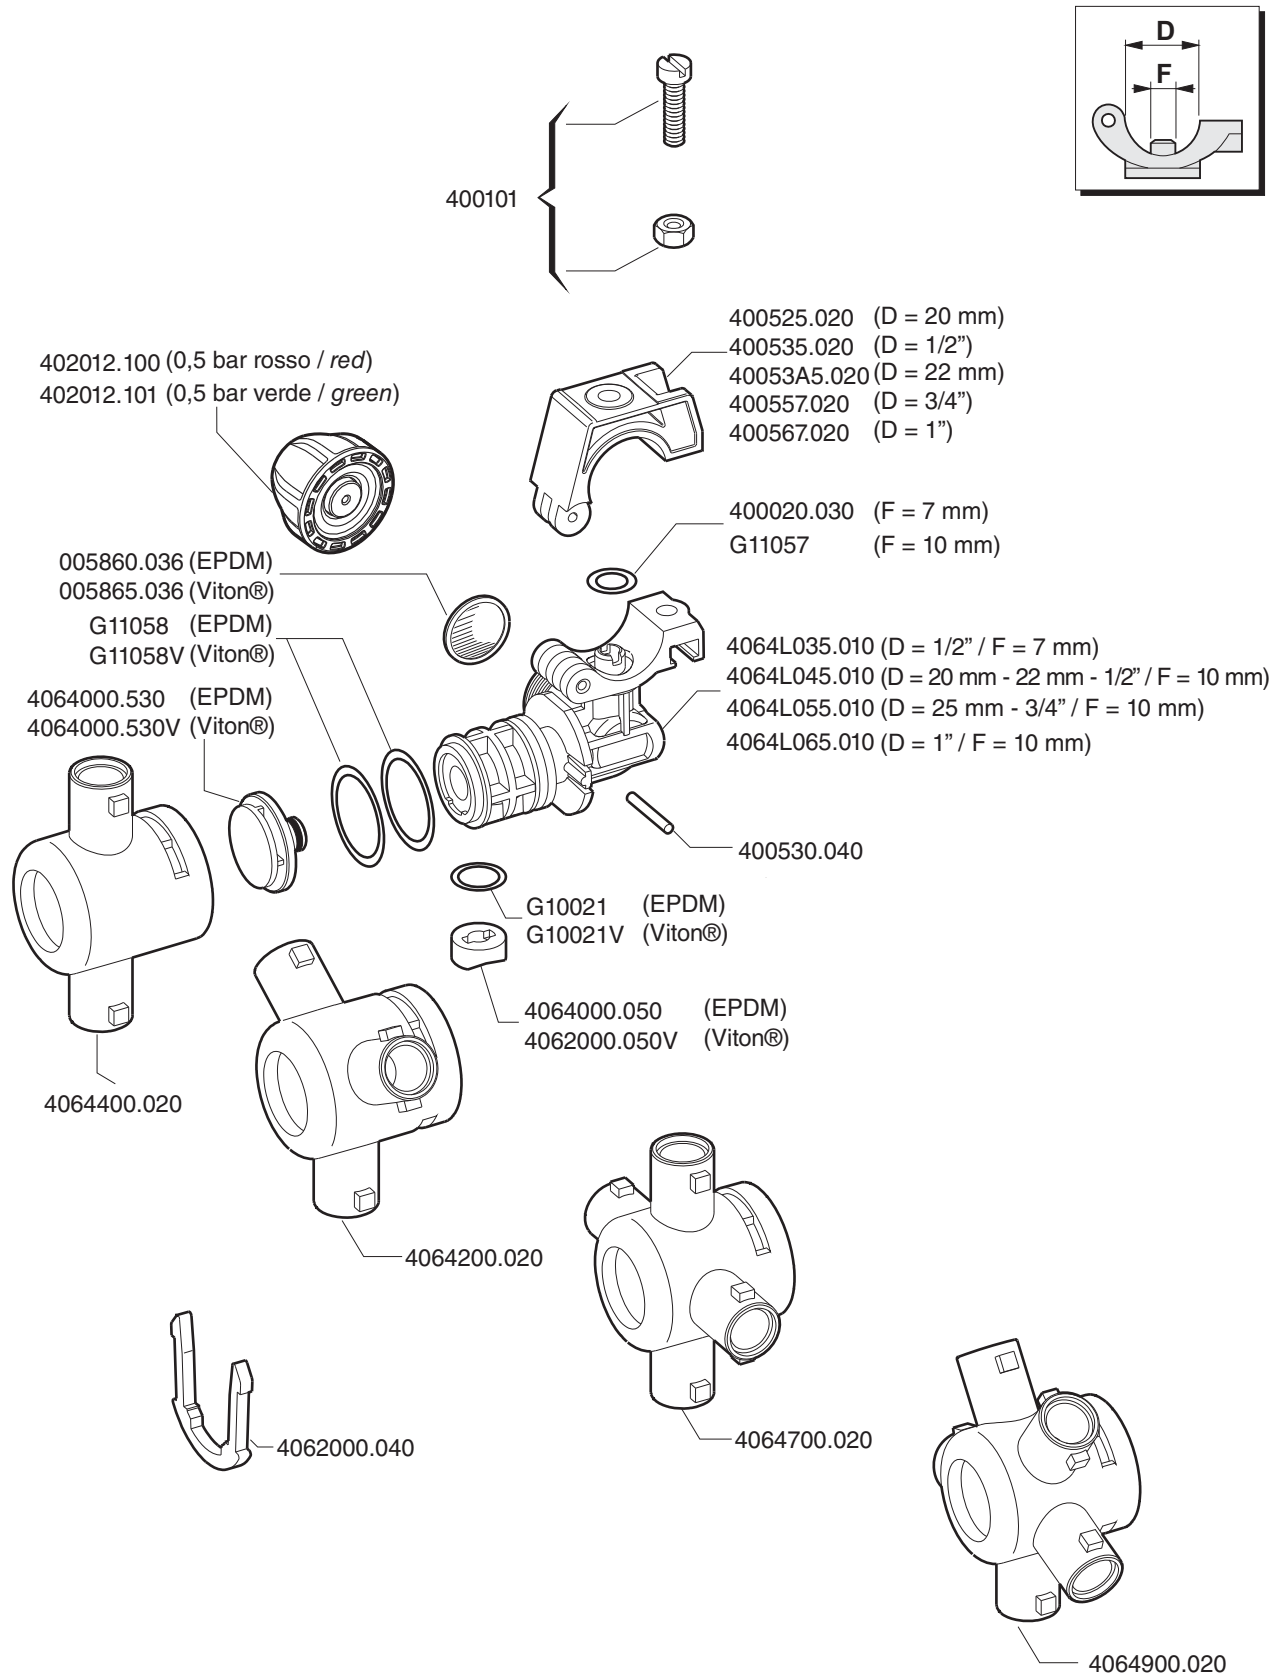 D
F
400101
400525.020 (D = 20 mm)
400535.020 (D = 1/2”)
40053A5.020 (D = 22 mm)
400557.020 (D = 3/4”)
400567.020 (D = 1”)
402012.100 (0,5 bar rosso / red)
402012.101 (0,5 bar verde / green)
400020.030 (F = 7 mm)
G11057 (F = 10 mm)
005860.036 (EPDM)
005865.036 (Viton®)
G11058 (EPDM)
G11058V (Viton®)
4064000.530 (EPDM)
4064000.530V (Viton®)
4064L035.010 (D = 1/2” / F = 7 mm)
4064L045.010 (D = 20 mm - 22 mm - 1/2” / F = 10 mm)
4064L055.010 (D = 25 mm - 3/4” / F = 10 mm)
4064L065.010 (D = 1” / F = 10 mm)
400530.040
G10021 (EPDM)
G10021V (Viton®)
4064000.050 (EPDM)
4062000.050V (Viton®)
4064400.020
4064200.020
4062000.040
4064700.020
4064900.020